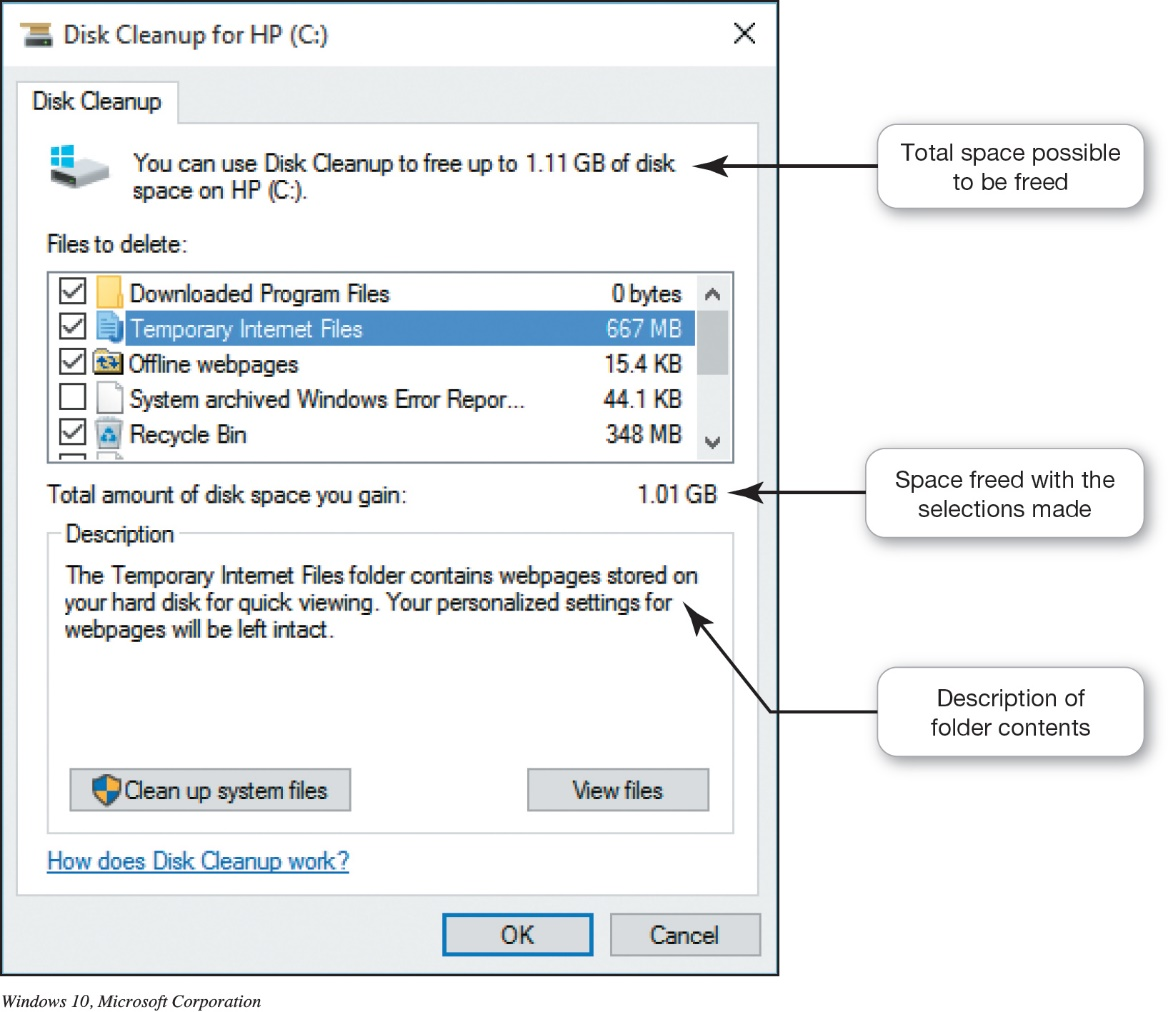 Disk Cleanup for HP (C:)
Disk Cleanup
You can use Disk Cleanup to free up to 1.11 GB of disk
space on HP (C:).
Total space possible
to be freed
Files to delete:
Downloaded Program Files 0 bytes
Temporary Internet Files 667 MB
Offline webpages 15.4 KB
System archived Windows Error Repor... 44.1 KB
Recycle Bin 348 MB
Total amount of disk space you gain: 1.01 GB
Space freed with the
selections made
Description
The Temporary Internet Files folder contains webpages stored on
your hard disk for quick viewing. Your personalized settings for
webpages will be left intact.
Description of
folder contents
Clean up system files
View files
How does Disk Cleanup work?
OK
Cancel
Windows 10, Microsoft Corporation